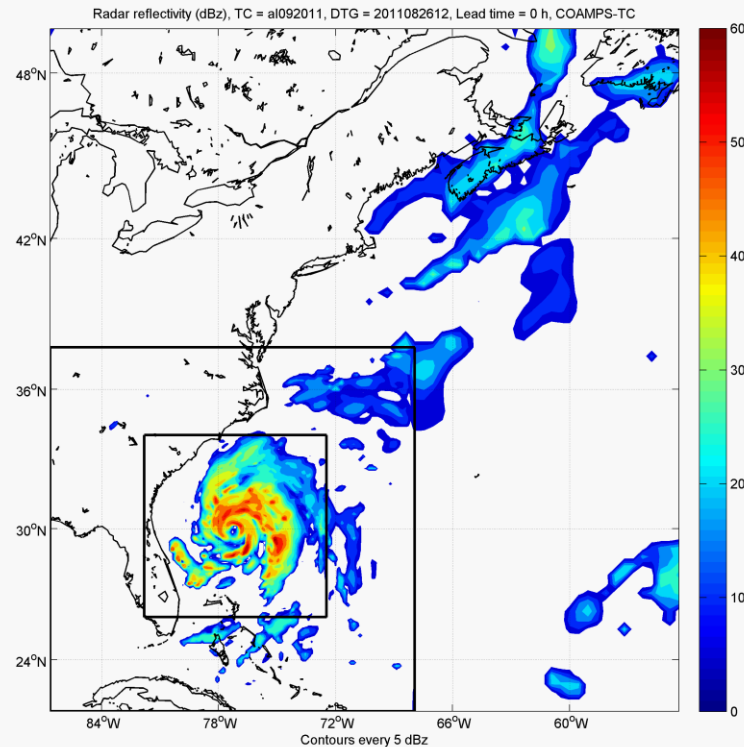 Radar reflectivity (dBz), TC = al092011, DTG = 2011082612, Lead time = 0 h, COAMPS-TC
60
50
40
30
20
10
0
48°N
42°N
36°N
30°N
24°N
84°W 78°W 72°W 66°W 60°W
Contours every 5 dBz